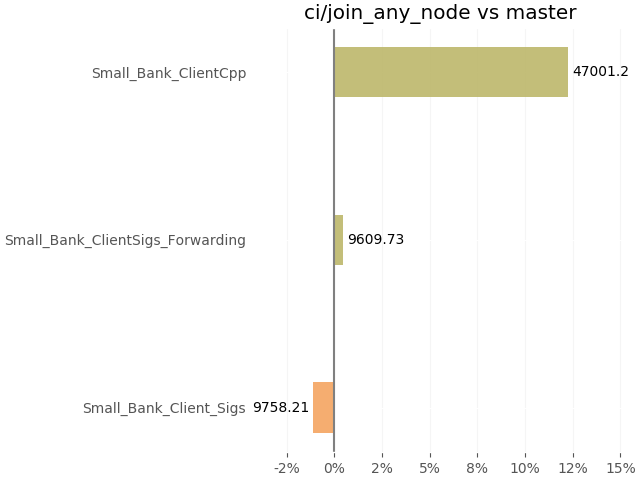 ci/join_any_node vs master
Small_Bank_ClientCpp
47001.2
Small_Bank_ClientSigs_Forwarding
9609.73
Small_Bank_Client_Sigs
9758.21
-2% 0% 2% 5% 7% 10% 12% 15%